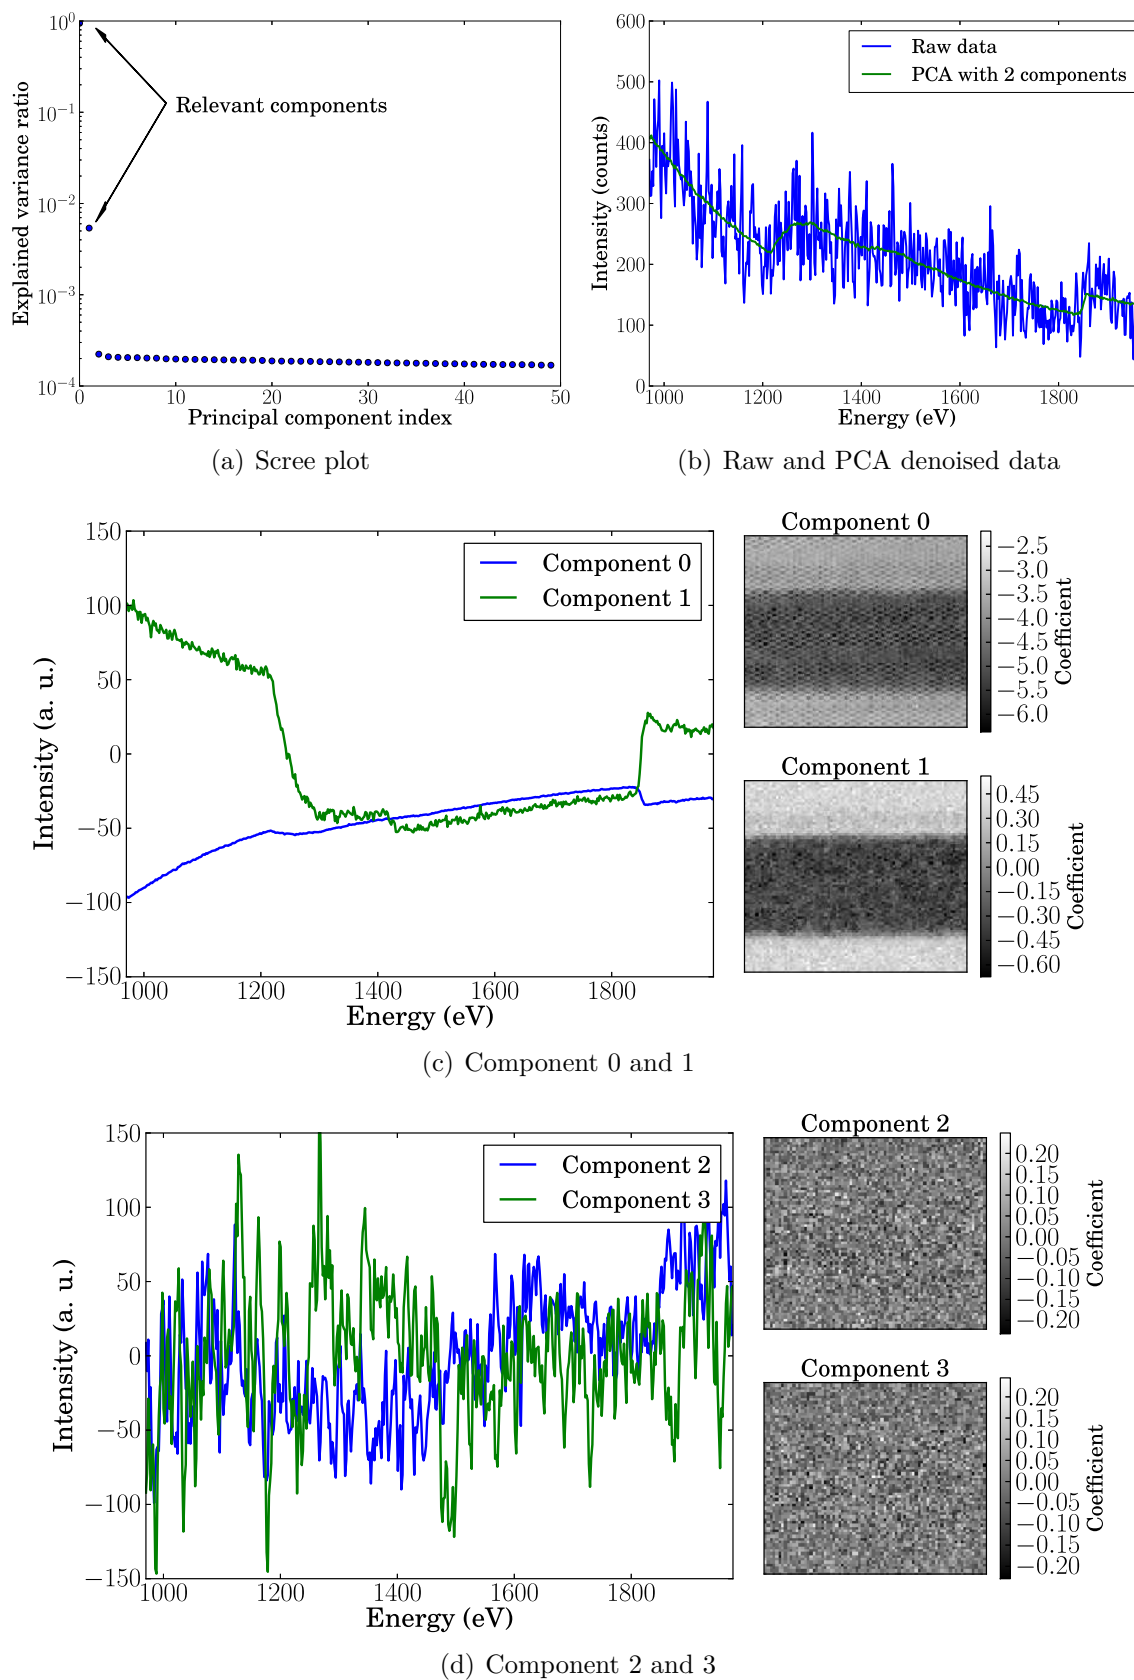 10⁰
10⁻¹
10⁻²
10⁻³
10⁻⁴
Explained variance ratio
Relevant components
0 10 20 30 40 50
Principal component index
(a) Scree plot
600
500
400
300
200
100
0
Intensity (counts)
Raw data
PCA with 2 components
1000 1200 1400 1600 1800
Energy (eV)
(b) Raw and PCA denoised data
150
100
50
0
−50
−100
−150
Intensity (a. u.)
Component 0
Component 1
1000 1200 1400 1600 1800
Energy (eV)
Component 0
−2.5
−3.0
−3.5
−4.0
−4.5
−5.0
−5.5
−6.0
Coefficient
Component 1
0.45
0.30
0.15
0.00
−0.15
−0.30
−0.45
−0.60
Coefficient
(c) Component 0 and 1
150
100
50
0
−50
−100
−150
Intensity (a. u.)
Component 2
Component 3
1000 1200 1400 1600 1800
Energy (eV)
Component 2
0.20
0.15
0.10
0.05
0.00
−0.05
−0.10
−0.15
−0.20
Coefficient
Component 3
0.20
0.15
0.10
0.05
0.00
−0.05
−0.10
−0.15
−0.20
Coefficient
(d) Component 2 and 3